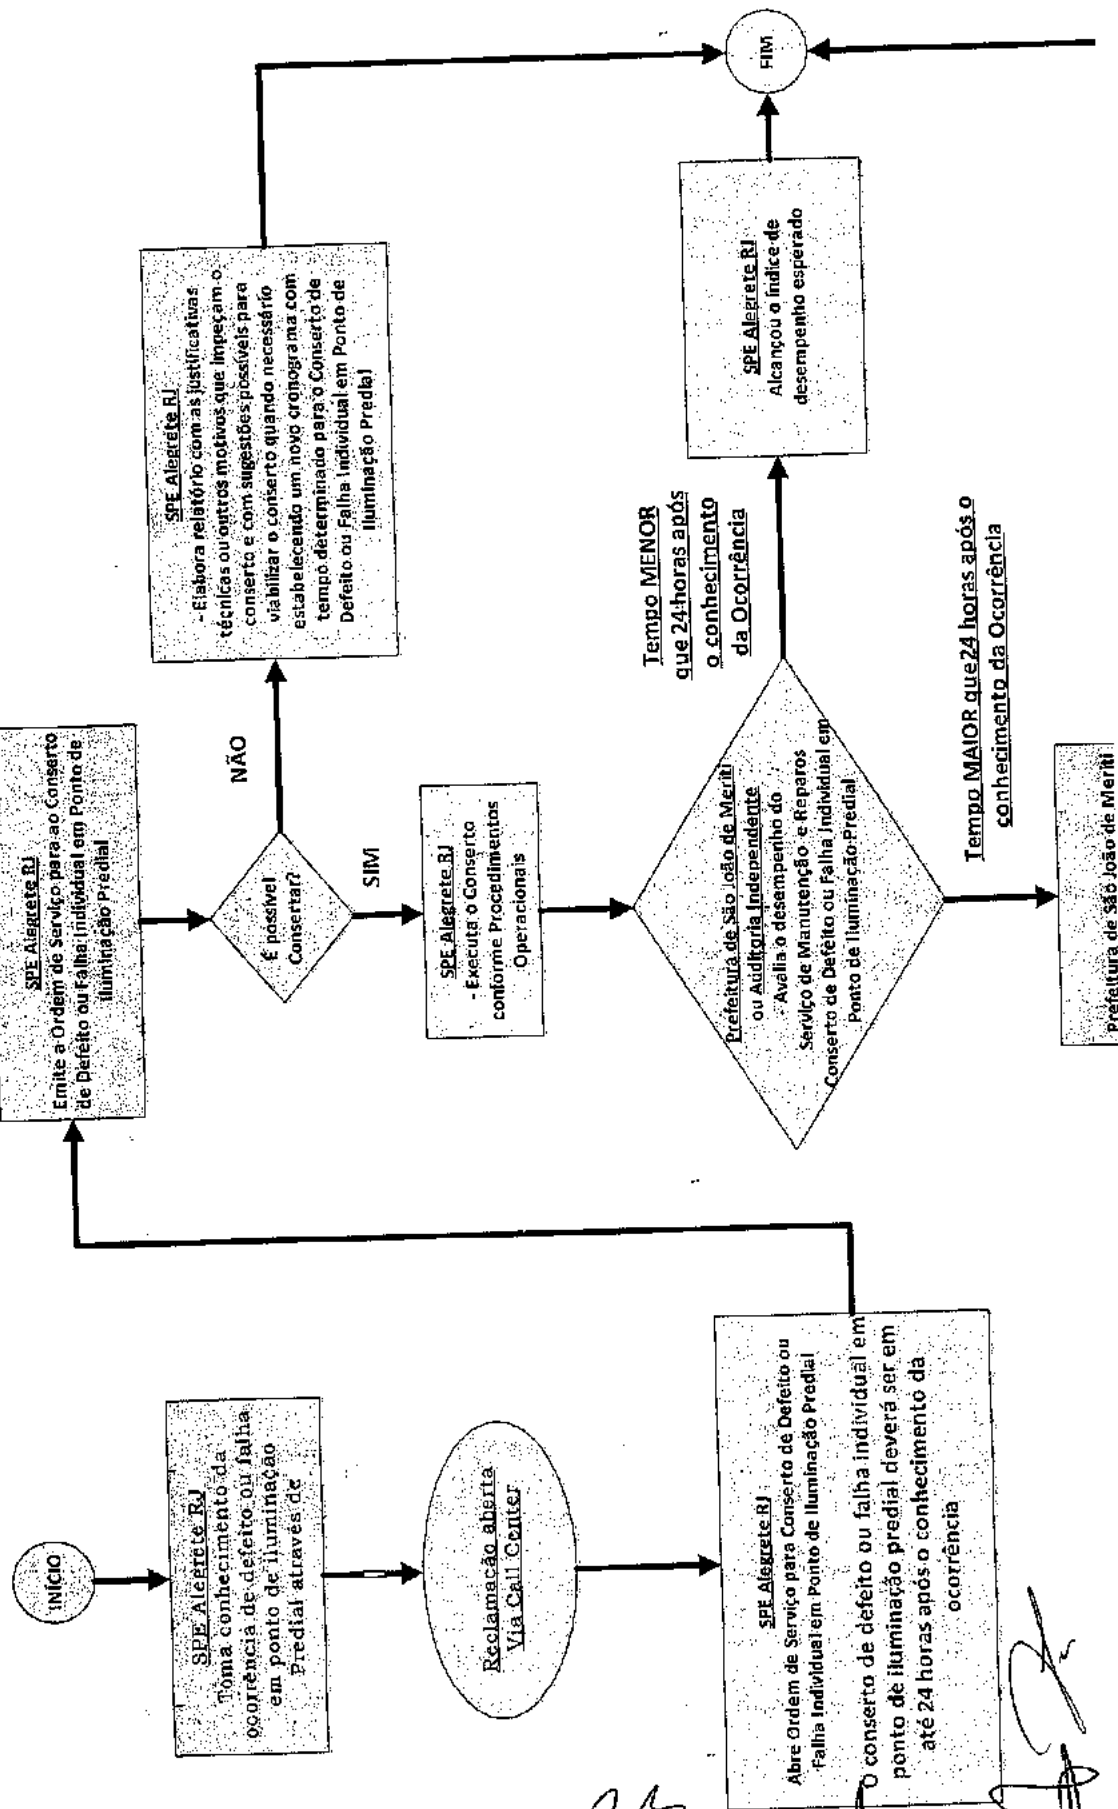 INÍCIO
SPE Alegrete RJ
Toma conhecimento da
ocorrência de defeito ou falha
em ponto de iluminação
Predial através de
Reclamação aberta
Via Call Center
SPE Alegrete RJ
Abre Ordem de Serviço para Conserto de Defeito ou
Falha Individual em Ponto de Iluminação Predial
O conserto de defeito ou falha individual em
ponto de iluminação predial deverá ser em
até 24 horas após o conhecimento da
ocorrência
SPE Alegrete RJ
Emite a Ordem de Serviço para ao Conserto
de Defeito ou Falha Individual em Ponto de
Iluminação Predial
É possível
Consertar?
NÃO
SPE Alegrete RJ
- Elabora relatório com as justificativas
técnicas ou outros motivos que impeçam o
conserto e com sugestões possíveis para
viabilizar o conserto quando necessário
estabelecendo um novo cronograma com
tempo determinado para o Conserto de
Defeito ou Falha Individual em Ponto de
Iluminação Predial
SIM
SPE Alegrete RJ
- Executa o Conserto
conforme Procedimentos
Operacionais
Prefeitura de São João de Meriti
ou Auditoria Independente
- Avalia o desempenho do
Serviço de Manutenção e Reparos
Conserto de Defeito ou Falha Individual em
Ponto de Iluminação Predial
Tempo MENOR
que 24 horas após
o conhecimento
da Ocorrência
SPE Alegrete RJ
Alcançou o índice de
desempenho esperado
FIM
Tempo MAIOR que 24 horas após o
conhecimento da Ocorrência
Prefeitura de São João de Meriti